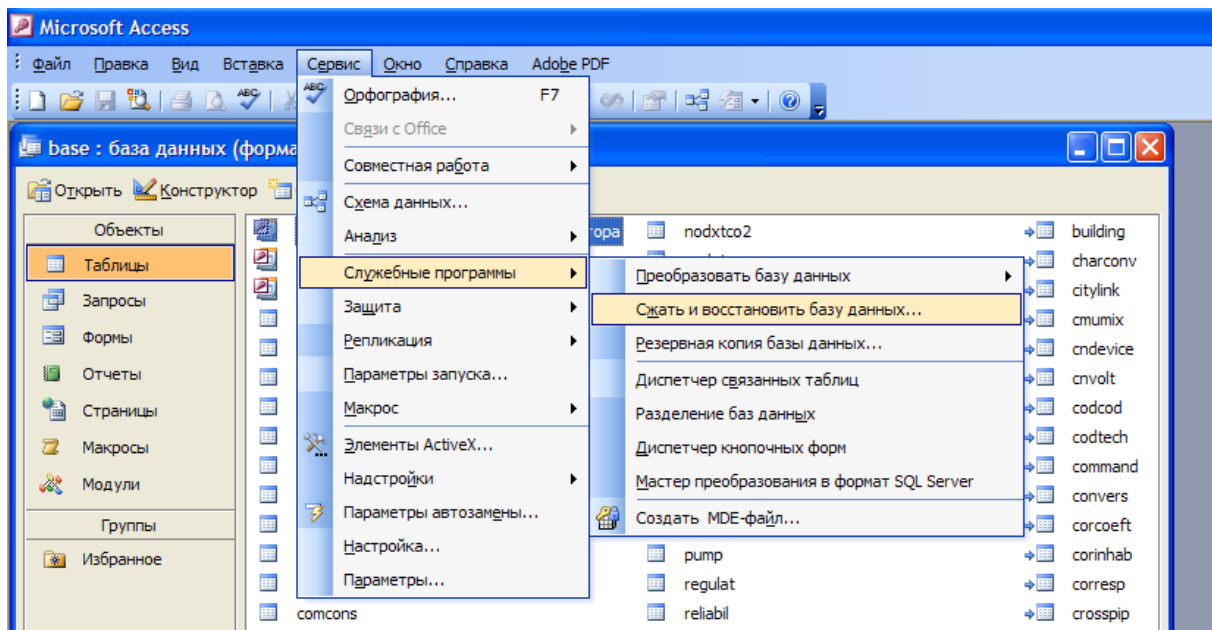 Microsoft Access
Файл Правка Вид Вставка Сервис Окно Справка Adobe PDF
Орфография... F7
Связи с Office
Совместная работа
Схема данных...
Анализ
Служебные программы
Защита
Репликация
Параметры запуска...
Макрос
Элементы ActiveX...
Надстройки
Параметры автозамены...
Настройка...
Параметры...
Преобразовать базу данных
Сжать и восстановить базу данных...
Резервная копия базы данных...
Диспетчер связанных таблиц
Разделение баз данных
Диспетчер кнопочных форм
Мастер преобразования в формат SQL Server
Создать MDE-файл...
base : база данных (форма
Открыть Конструктор
Объекты
Таблицы
Запросы
Формы
Отчеты
Страницы
Макросы
Модули
Группы
Избранное
comcons
тора
nodxtco2
pump
regulat
reliabil
building
charconv
citylink
cmumix
cndevice
cnvolt
codcod
codtech
command
convers
corcoeft
corinhab
corresp
crosspip